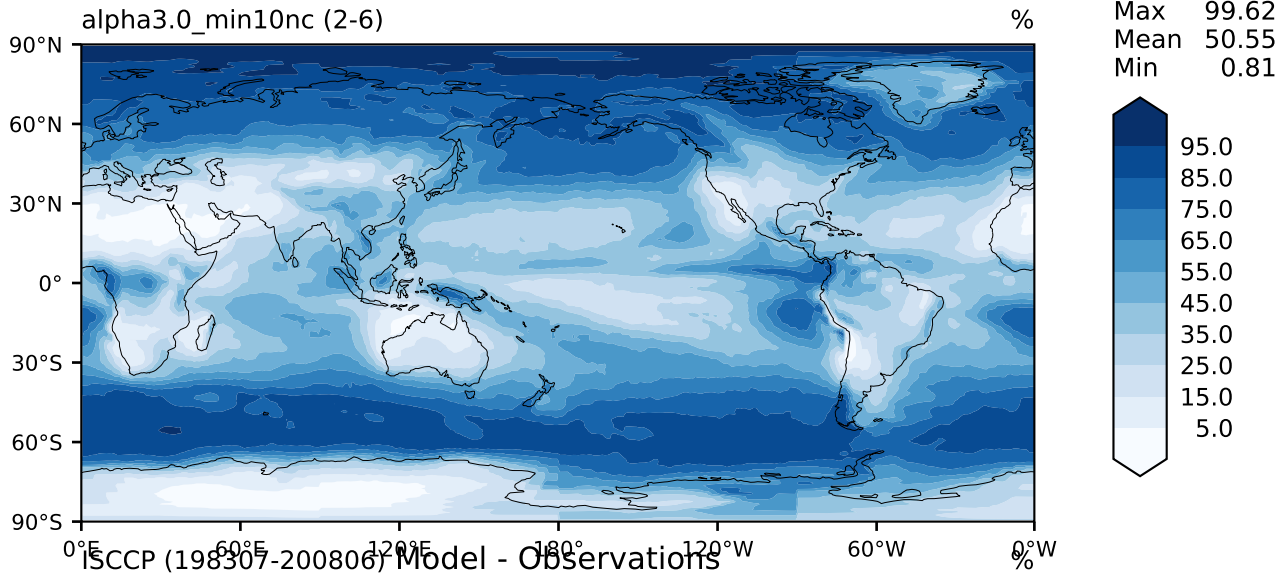 alpha3.0_min10nc (2-6)
%
Max 99.62
Mean 50.55
Min 0.81
90°N
60°N
30°N
0°
30°S
60°S
90°S
95.0
85.0
75.0
65.0
55.0
45.0
35.0
25.0
15.0
5.0
0°E 60°E 120°E 180° 120°W 60°W 0°W
ISCCP (198307-200806) Model - Observations %